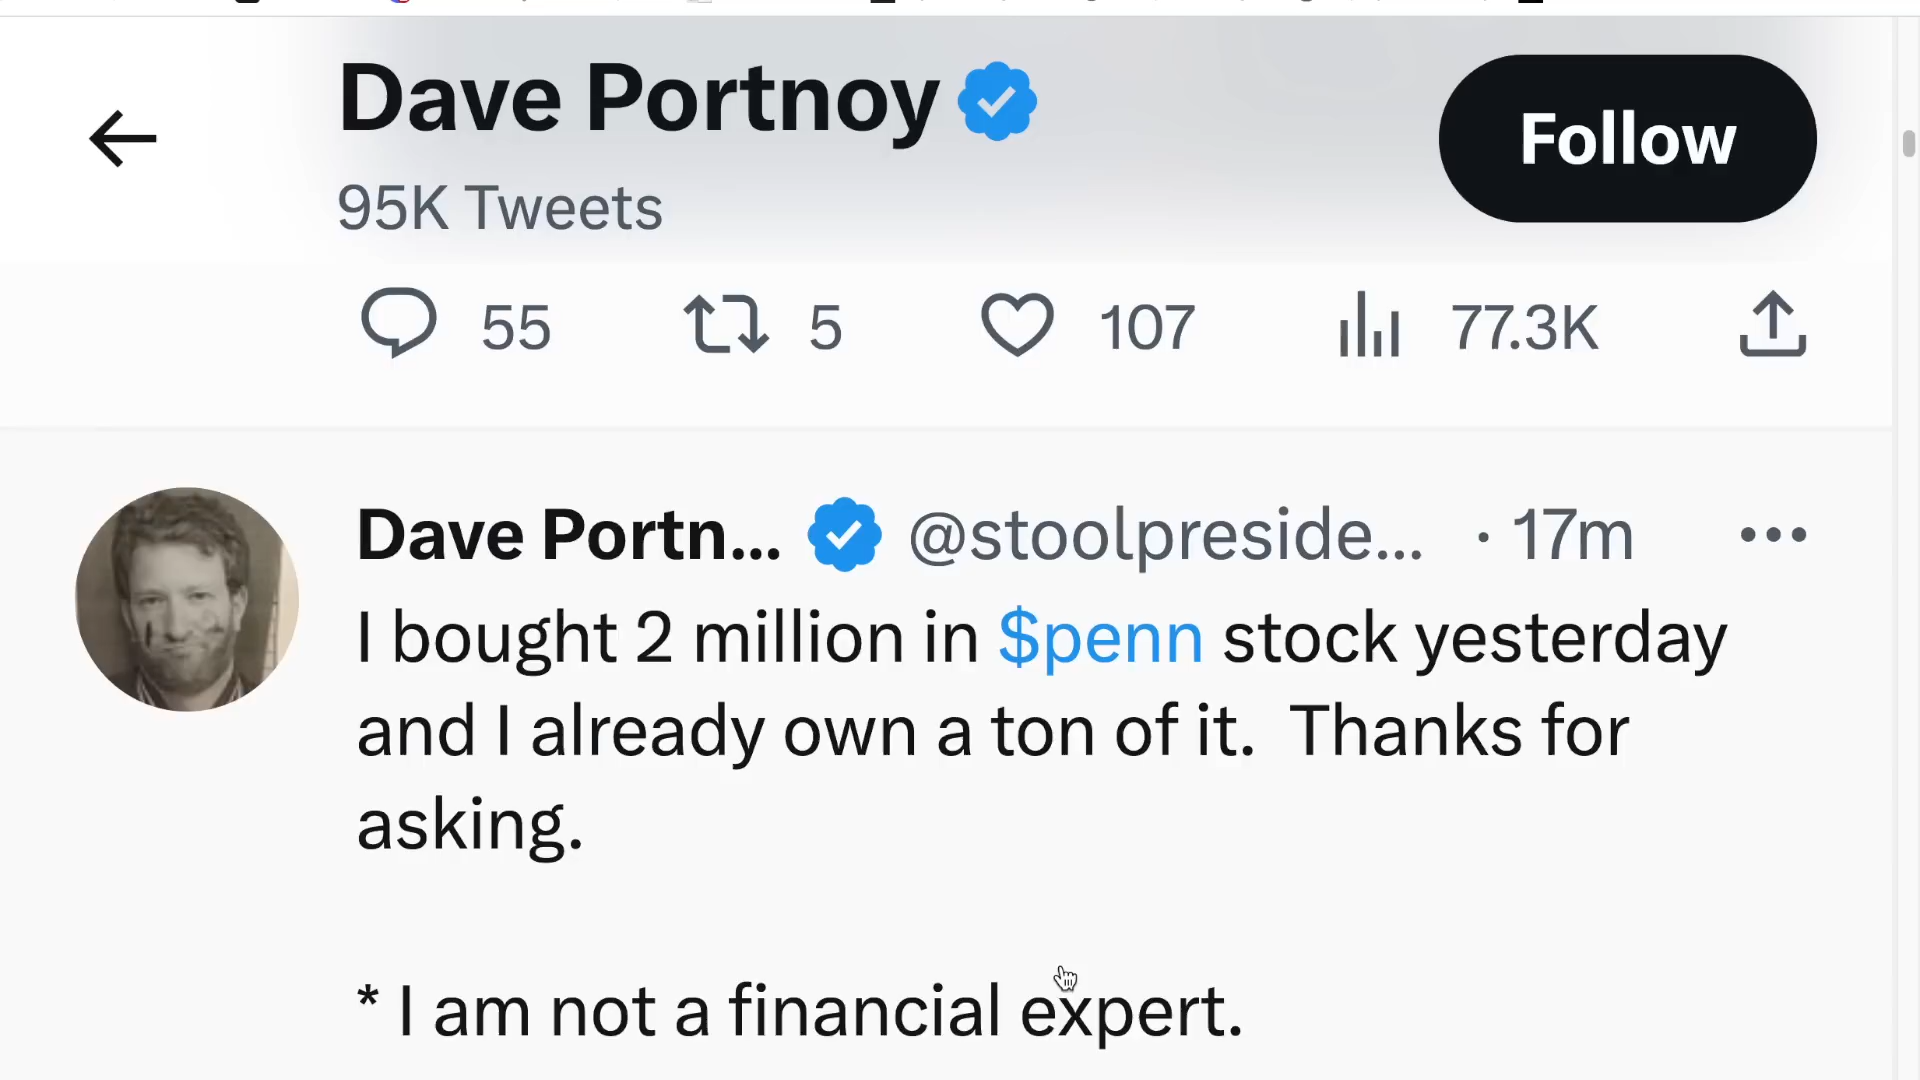 Dave Portnoy
Follow
95K Tweets
55 5 107 77.3K
Dave Portn... @stoolpreside... · 17m
I bought 2 million in $penn stock yesterday
and I already own a ton of it.  Thanks for
asking.
* I am not a financial expert.